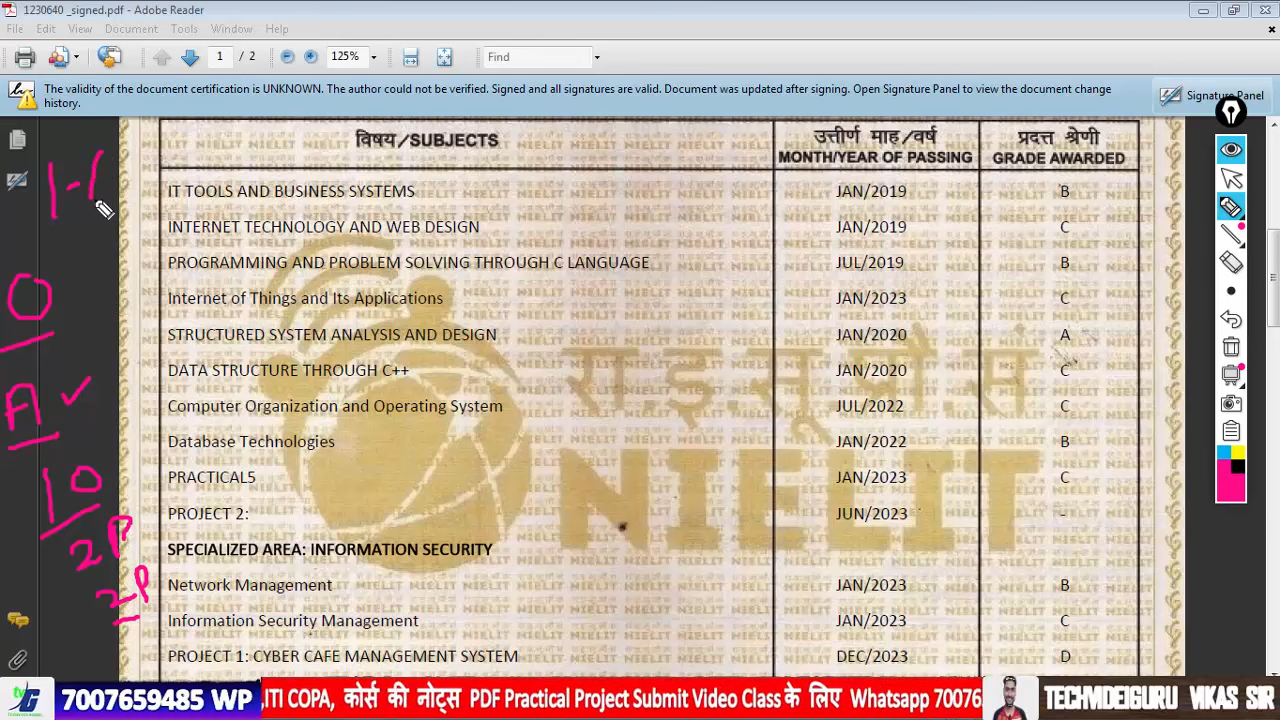 1230640 _signed.pdf - Adobe Reader
File Edit View Document Tools Window Help
1 / 2 125% Find
The validity of the document certification is UNKNOWN. The author could not be verified. Signed and all signatures are valid. Document was updated after signing. Open Signature Panel to view the document change
history.
Signature Panel
विषय/SUBJECTS
उत्तीर्ण माह/वर्ष
MONTH/YEAR OF PASSING
प्रदत्त श्रेणी
GRADE AWARDED
IT TOOLS AND BUSINESS SYSTEMS JAN/2019 B
INTERNET TECHNOLOGY AND WEB DESIGN JAN/2019 C
PROGRAMMING AND PROBLEM SOLVING THROUGH C LANGUAGE JUL/2019 B
Internet of Things and Its Applications JAN/2023 C
STRUCTURED SYSTEM ANALYSIS AND DESIGN JAN/2020 A
DATA STRUCTURE THROUGH C++ JAN/2020 C
Computer Organization and Operating System JUL/2022 C
Database Technologies JAN/2022 B
PRACTICAL5 JAN/2023 C
PROJECT 2: JUN/2023 -
SPECIALIZED AREA: INFORMATION SECURITY
Network Management JAN/2023 B
Information Security Management JAN/2023 C
PROJECT 1: CYBER CAFE MANAGEMENT SYSTEM DEC/2023 D
रा.इ.सू.प्रौ.सं
NIELIT
O
A
10
2P
2P
7007659485 WP
,ITI COPA, कोर्स की नोट्स PDF Practical Project Submit Video Class के लिए Whatsapp 70076
TECHMDEIGURU VIKAS SIR